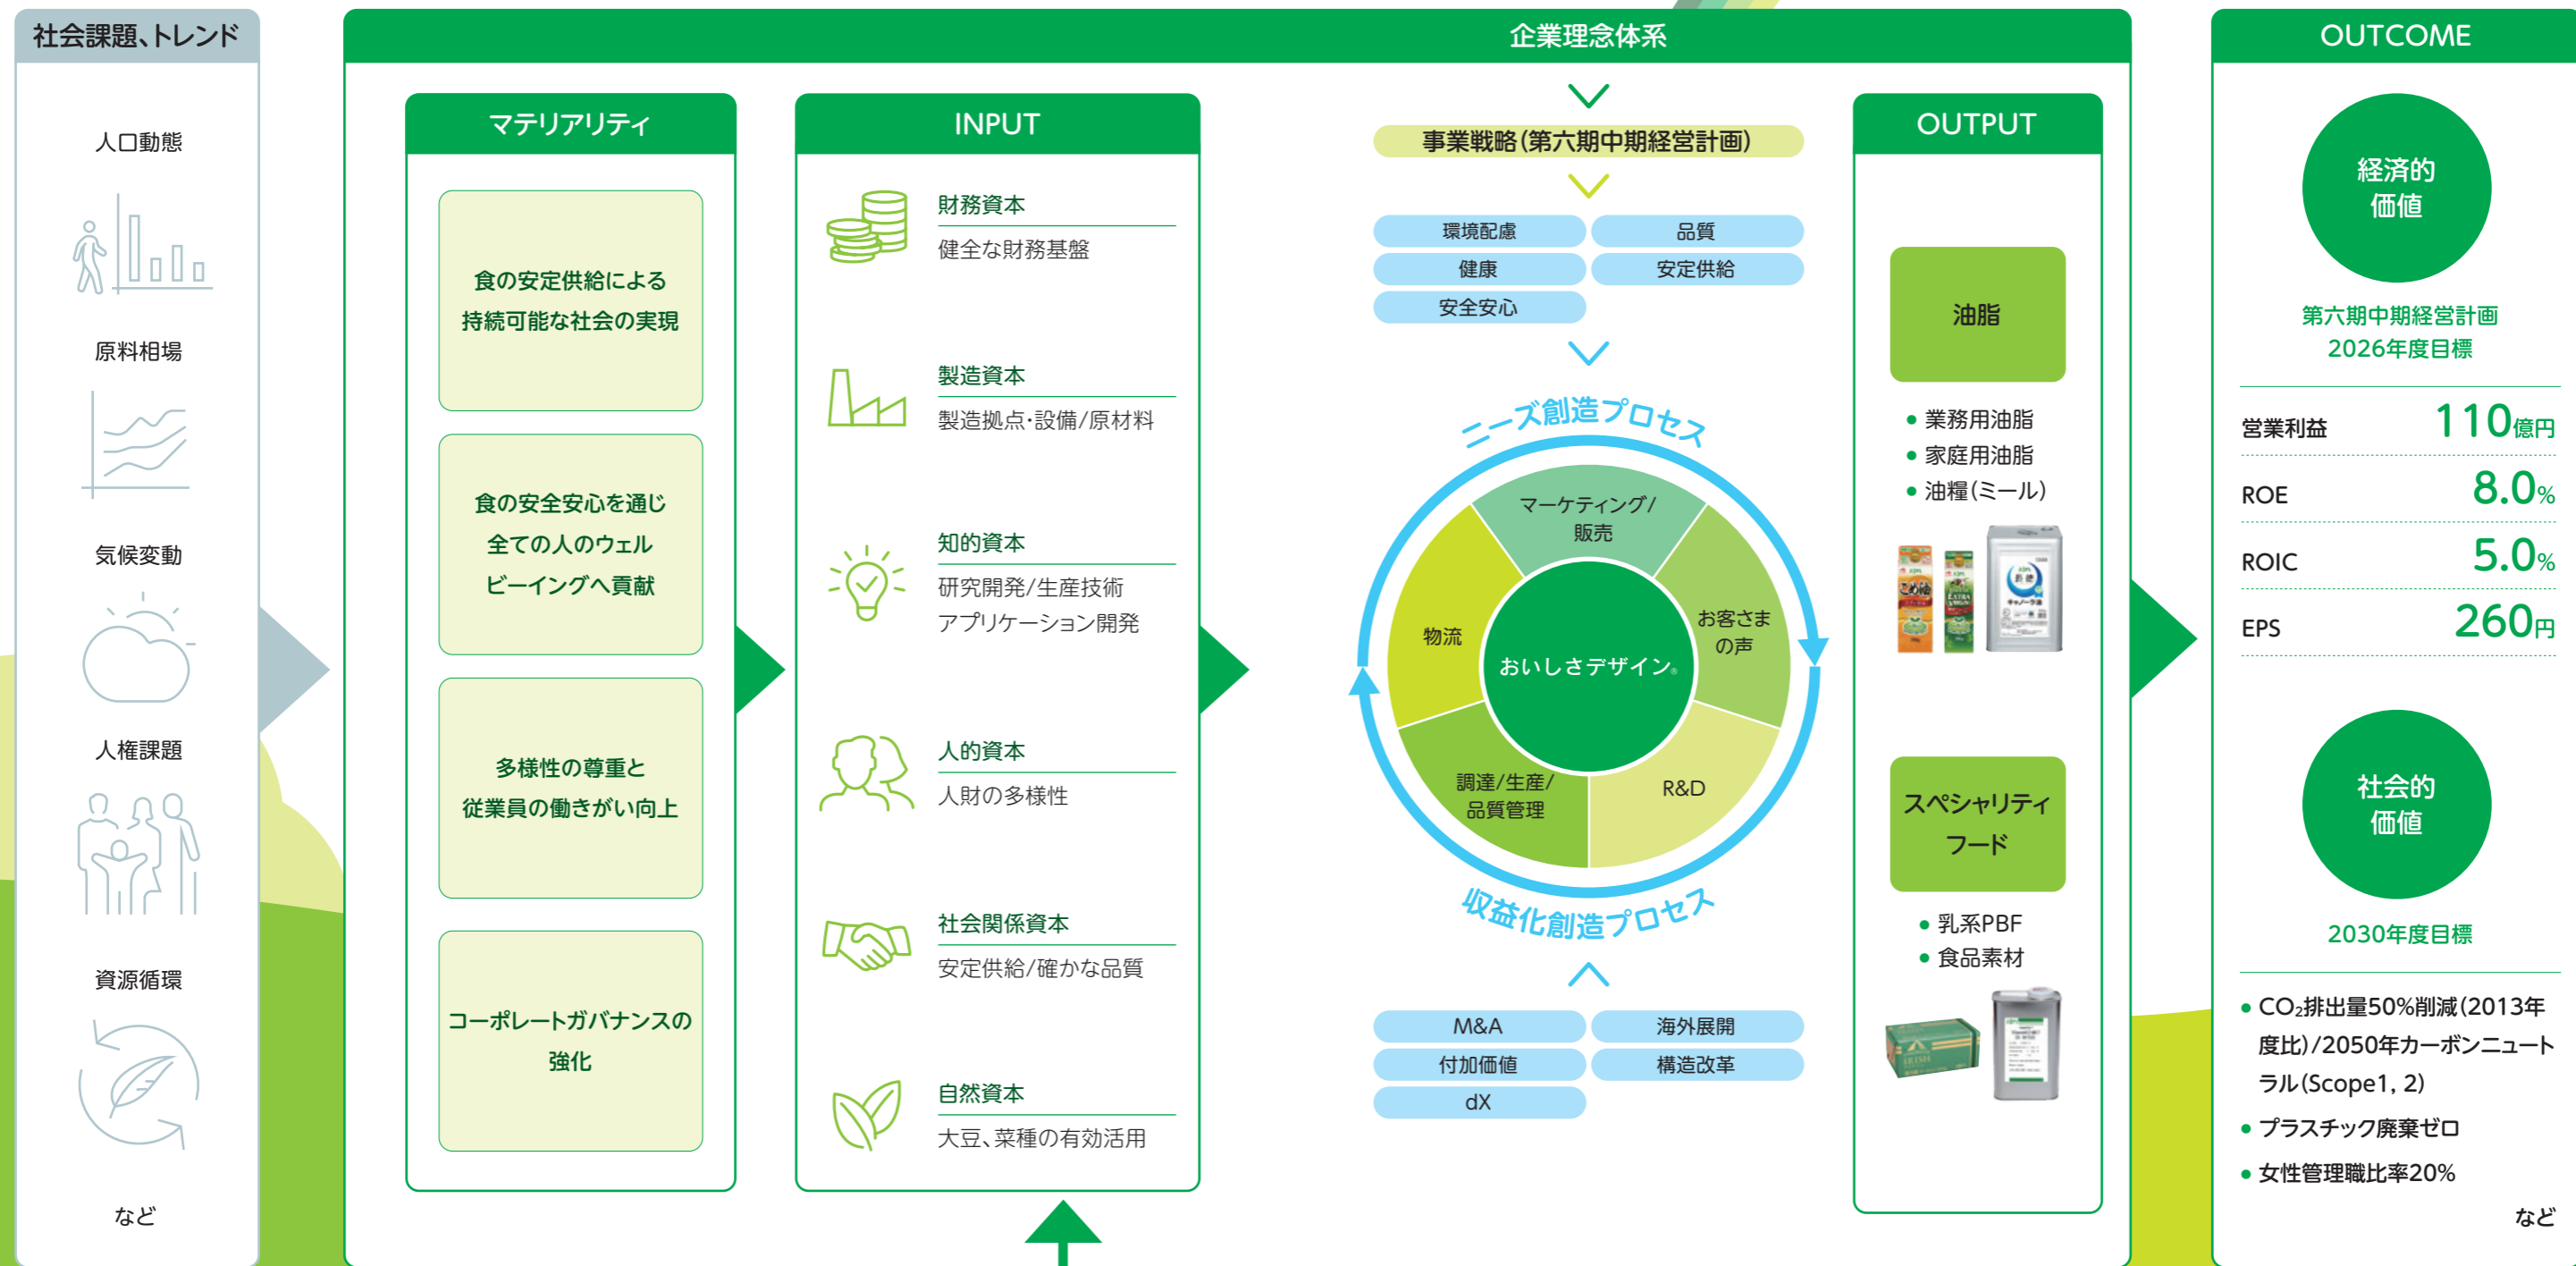 社会課題、トレンド
人口動態
原料相場
気候変動
人権課題
資源循環
など
企業理念体系
マテリアリティ
食の安定供給による
持続可能な社会の実現
食の安全安心を通じ
全ての人のウェル
ビーイングへ貢献
多様性の尊重と
従業員の働きがい向上
コーポレートガバナンスの
強化
INPUT
財務資本
健全な財務基盤
製造資本
製造拠点・設備/原材料
知的資本
研究開発/生産技術
アプリケーション開発
人的資本
人財の多様性
社会関係資本
安定供給/確かな品質
自然資本
大豆、菜種の有効活用
事業戦略(第六期中期経営計画)
環境配慮
品質
健康
安定供給
安全安心
ニーズ創造プロセス
マーケティング/
販売
お客さま
の声
R&D
調達/生産/
品質管理
物流
おいしさデザイン®
収益化創造プロセス
M&A
海外展開
付加価値
構造改革
dX
OUTPUT
油脂
• 業務用油脂
• 家庭用油脂
• 油糧(ミール)
こめ油
EXTRA
キャノーラ油
スペシャリティ
フード
• 乳系PBF
• 食品素材
IRISH
OUTCOME
経済的
価値
第六期中期経営計画
2026年度目標
営業利益 110億円
ROE 8.0%
ROIC 5.0%
EPS 260円
社会的
価値
2030年度目標
• CO₂排出量50%削減(2013年
度比)/2050年カーボンニュート
ラル(Scope1, 2)
• プラスチック廃棄ゼロ
• 女性管理職比率20%
など